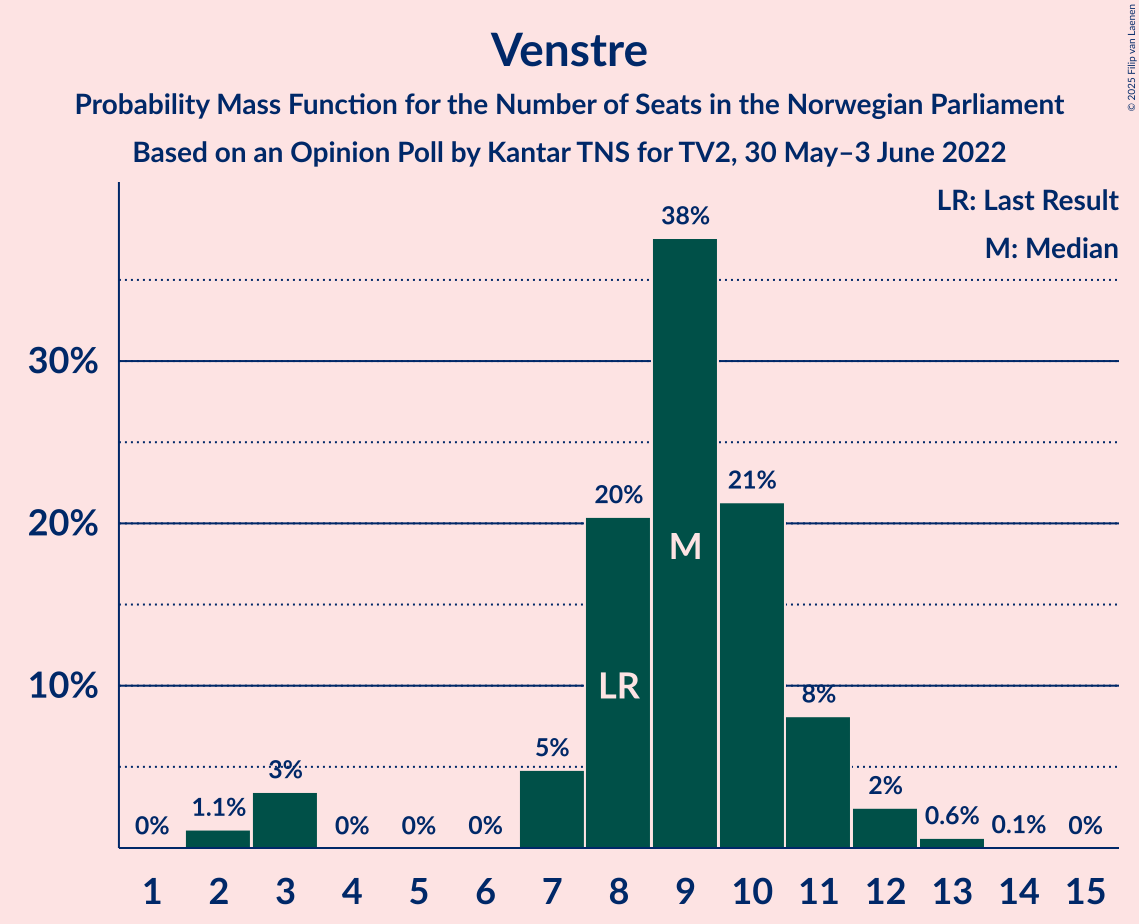 Venstre
Probability Mass Function for the Number of Seats in the Norwegian Parliament
Based on an Opinion Poll by Kantar TNS for TV2, 30 May–3 June 2022
© 2025 Filip van Laenen
LR: Last Result
M: Median
30%
20%
10%
0%
1.1%
3%
0%
0%
0%
5%
20%
38%
21%
8%
2%
0.6%
0.1%
0%
LR
M
1 2 3 4 5 6 7 8 9 10 11 12 13 14 15